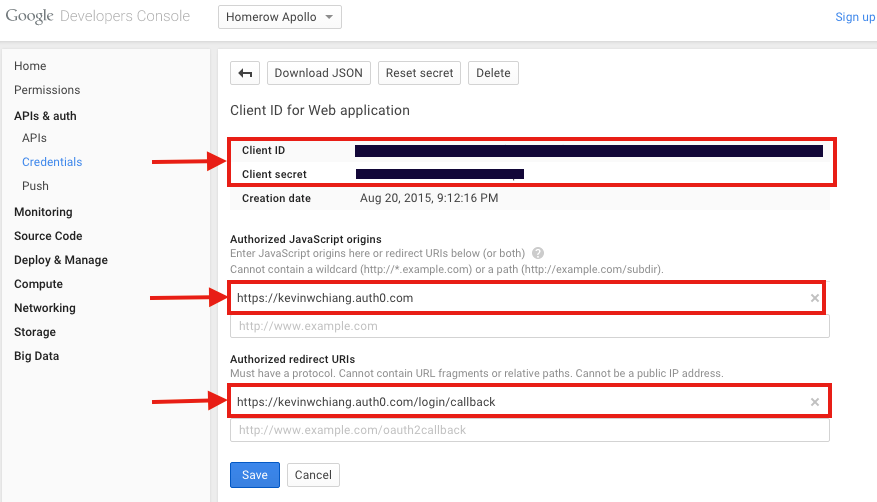 Google Developers Console
Homerow Apollo
Sign up
Home
Permissions
APIs & auth
APIs
Credentials
Push
Monitoring
Source Code
Deploy & Manage
Compute
Networking
Storage
Big Data
Download JSON
Reset secret
Delete
Client ID for Web application
Client ID
Client secret
Creation date Aug 20, 2015, 9:12:16 PM
Authorized JavaScript origins
Enter JavaScript origins here or redirect URIs below (or both) ?
Cannot contain a wildcard (http://*.example.com) or a path (http://example.com/subdir).
https://kevinwchiang.auth0.com
http://www.example.com
Authorized redirect URIs
Must have a protocol. Cannot contain URL fragments or relative paths. Cannot be a public IP address.
https://kevinwchiang.auth0.com/login/callback
http://www.example.com/oauth2callback
Save
Cancel